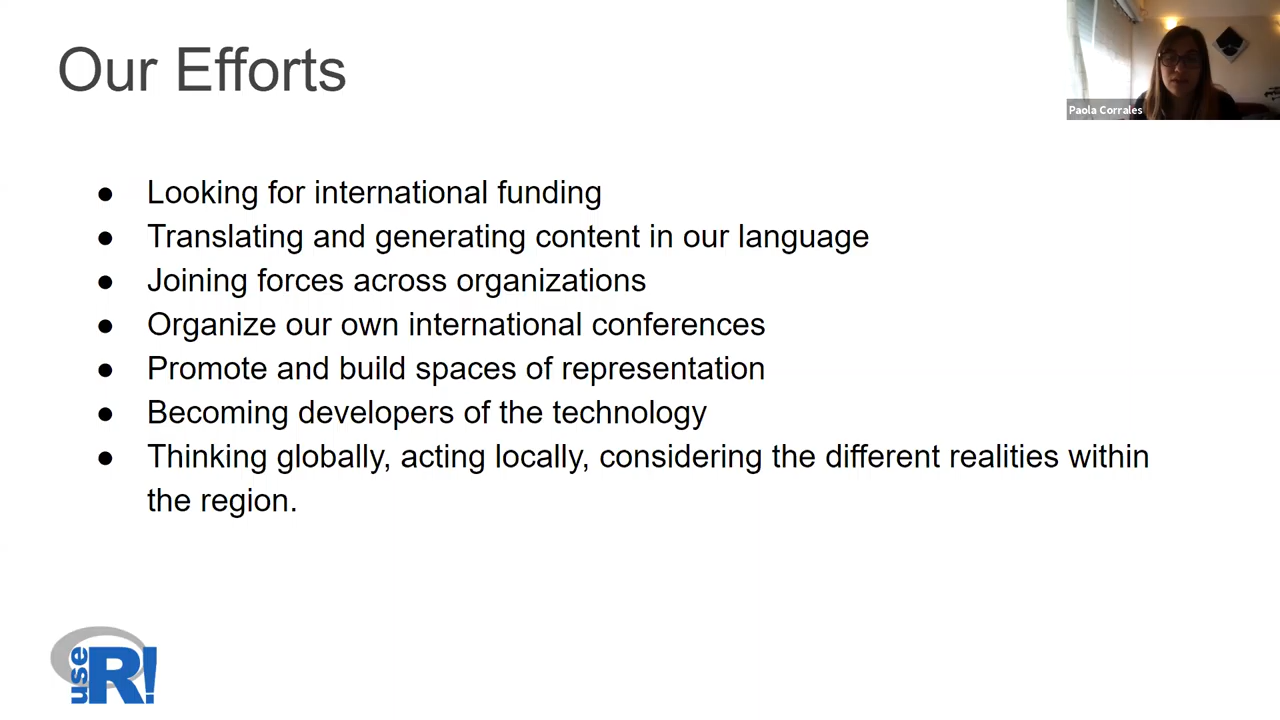 Our Efforts
Paola Corrales
● Looking for international funding
● Translating and generating content in our language
● Joining forces across organizations
● Organize our own international conferences
● Promote and build spaces of representation
● Becoming developers of the technology
● Thinking globally, acting locally, considering the different realities within
the region.
use R!